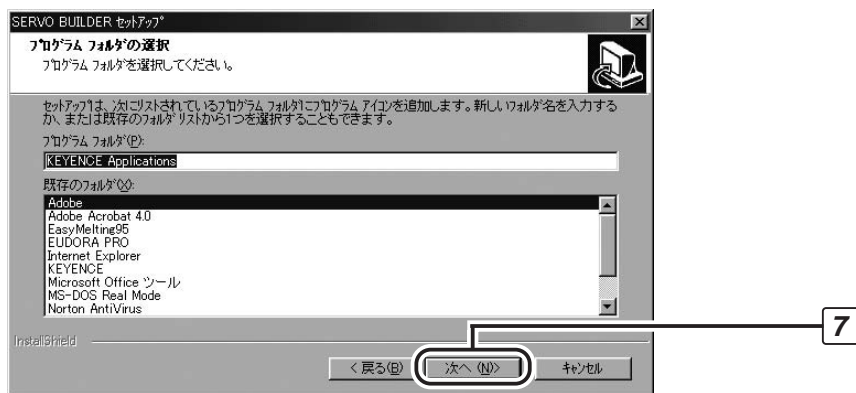 SERVO BUILDER ｾｯﾄｱｯﾌﾟ
ﾌﾟﾛｸﾞﾗﾑ ﾌｫﾙﾀﾞの選択
ﾌﾟﾛｸﾞﾗﾑ ﾌｫﾙﾀﾞを選択してください。
ｾｯﾄｱｯﾌﾟは、次にリストされているﾌﾟﾛｸﾞﾗﾑ ﾌｫﾙﾀﾞにﾌﾟﾛｸﾞﾗﾑ ｱｲｺﾝを追加します。新しいﾌｫﾙﾀﾞ名を入力する
か、または既存のﾌｫﾙﾀﾞ ﾘｽﾄから1つを選択することもできます。
ﾌﾟﾛｸﾞﾗﾑ ﾌｫﾙﾀﾞ(P):
KEYENCE Applications
既存のﾌｫﾙﾀﾞ(X):
Adobe
Adobe Acrobat 4.0
EasyMelting95
EUDORA PRO
Internet Explorer
KEYENCE
Microsoft Office ツール
MS-DOS Real Mode
Norton AntiVirus
InstallShield
< 戻る(B)
次へ (N)>
ｷｬﾝｾﾙ
7